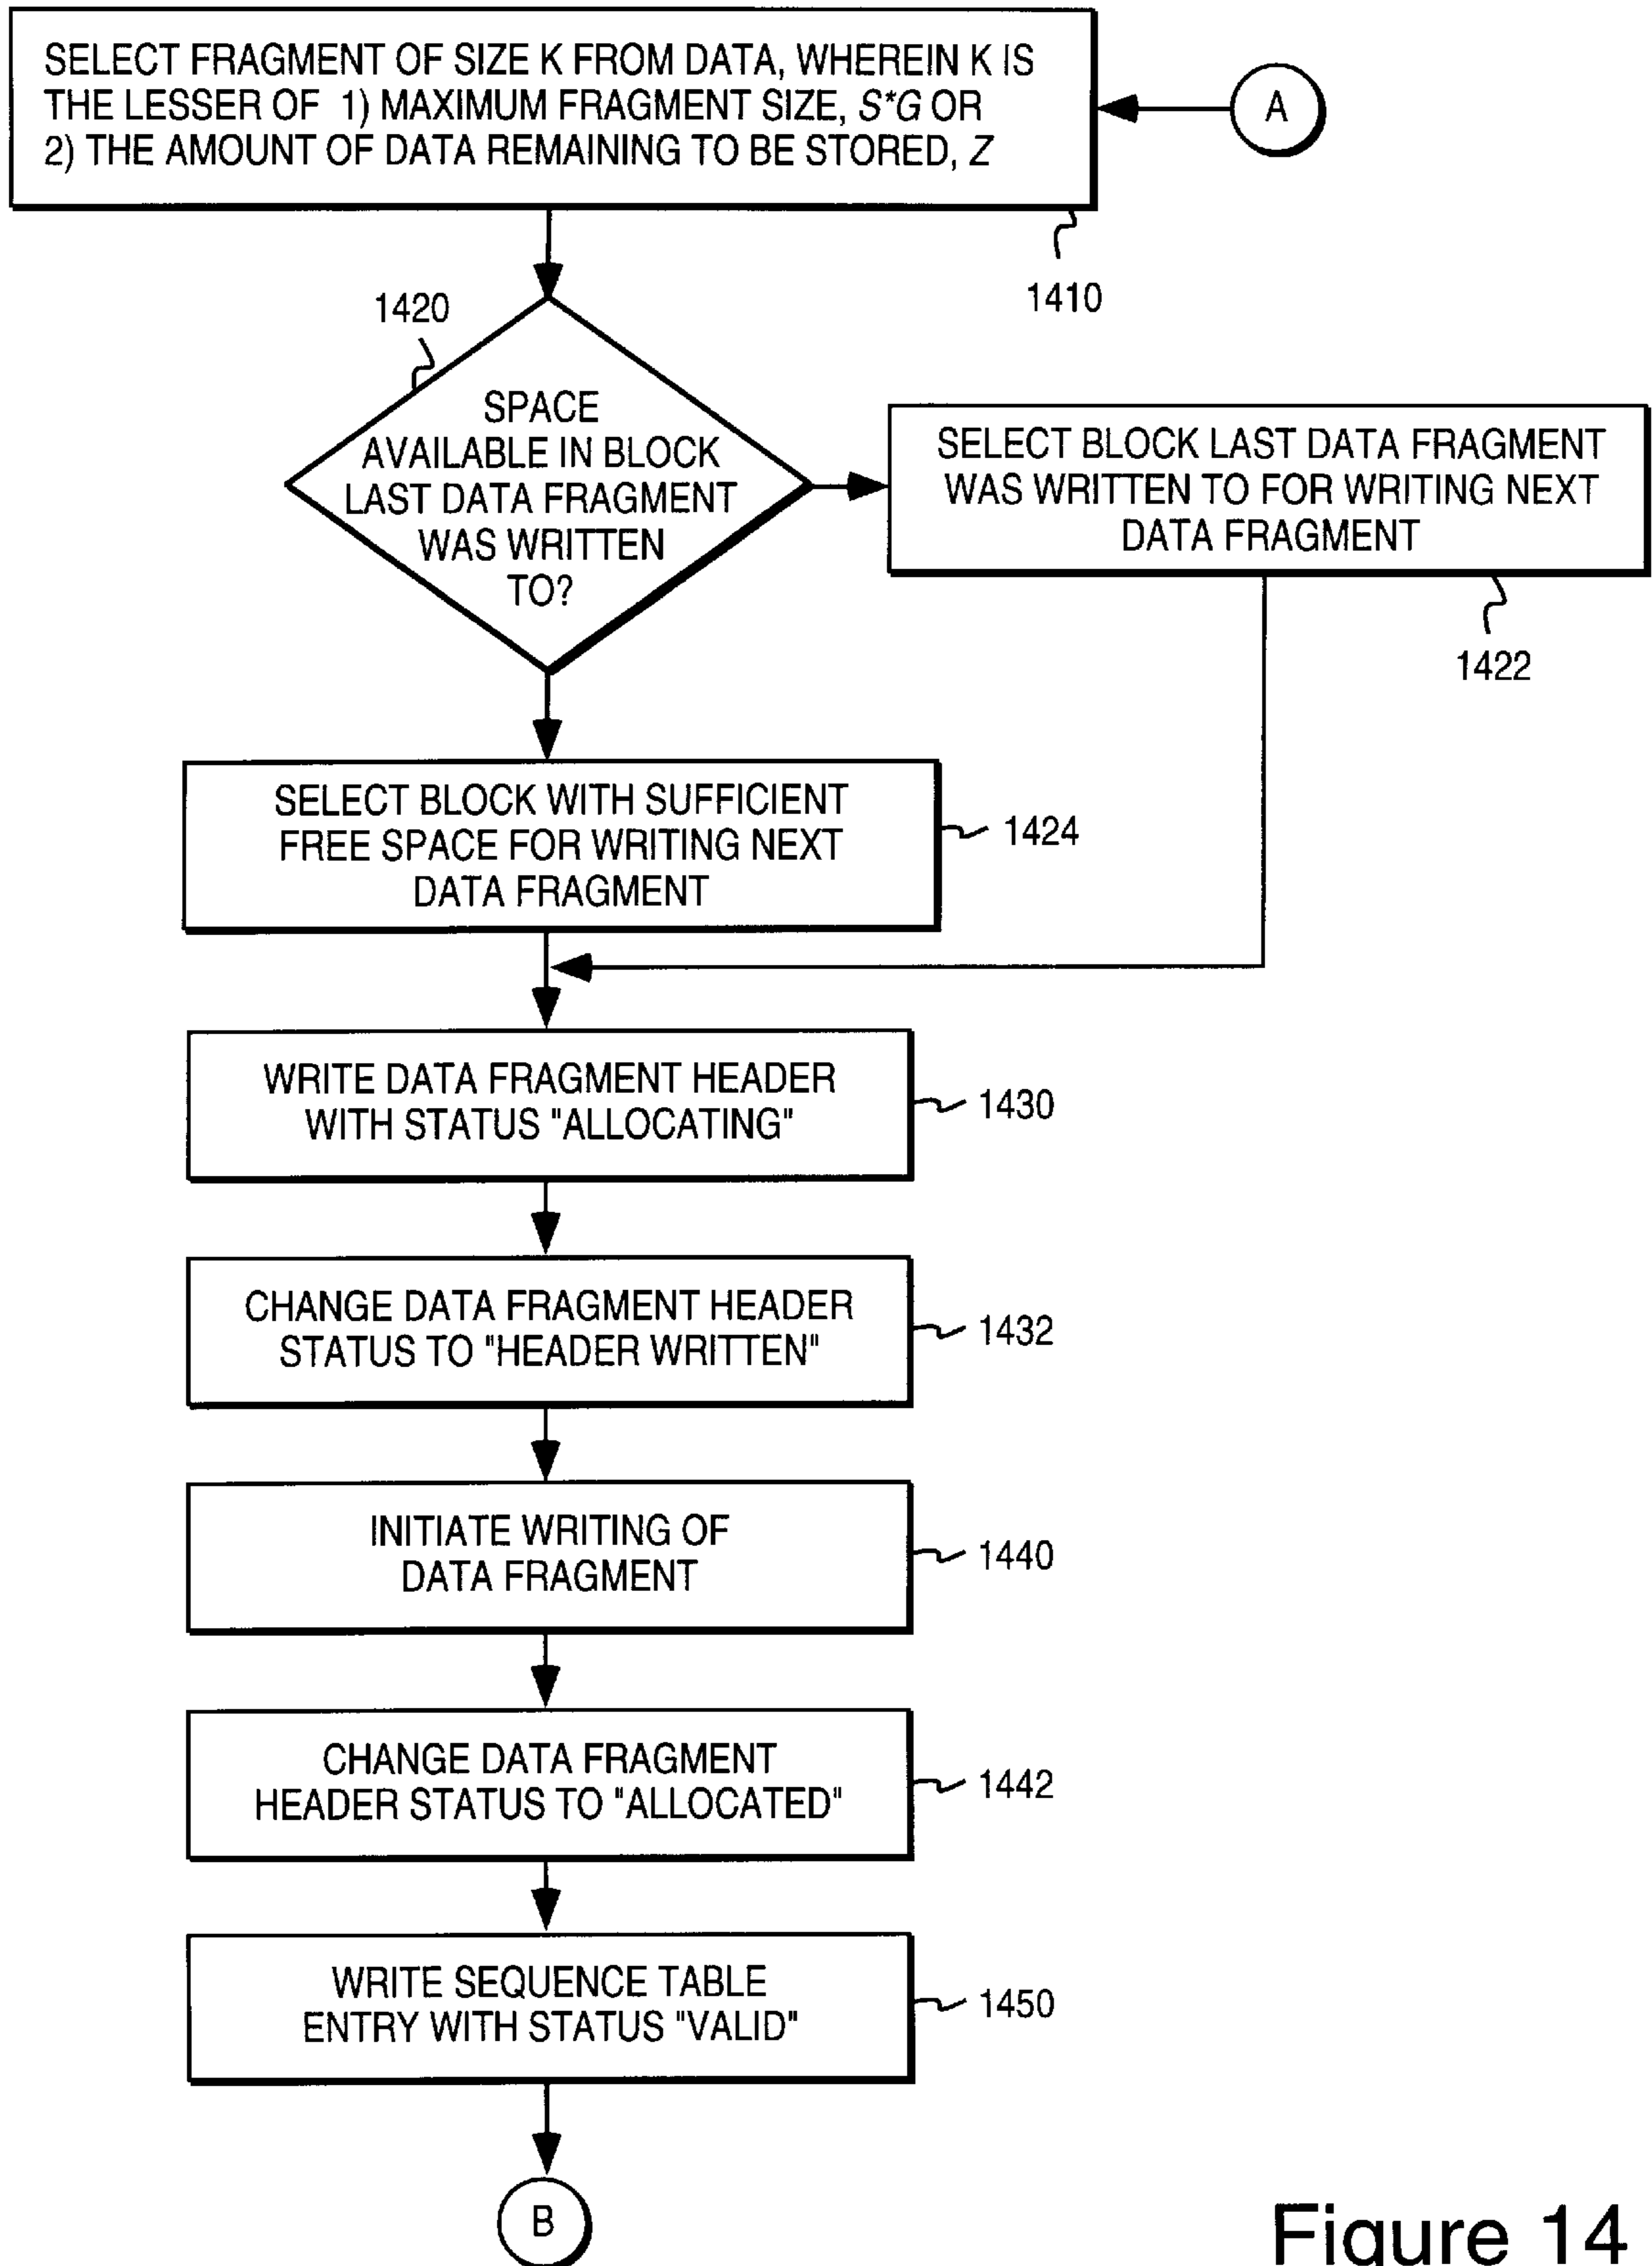 SELECT FRAGMENT OF SIZE K FROM DATA, WHEREIN K IS
THE LESSER OF 1) MAXIMUM FRAGMENT SIZE, S*G OR
2) THE AMOUNT OF DATA REMAINING TO BE STORED, Z
A
1410
1420
SPACE
AVAILABLE IN BLOCK
LAST DATA FRAGMENT
WAS WRITTEN
TO?
SELECT BLOCK LAST DATA FRAGMENT
WAS WRITTEN TO FOR WRITING NEXT
DATA FRAGMENT
1422
SELECT BLOCK WITH SUFFICIENT
FREE SPACE FOR WRITING NEXT
DATA FRAGMENT
1424
WRITE DATA FRAGMENT HEADER
WITH STATUS "ALLOCATING"
1430
CHANGE DATA FRAGMENT HEADER
STATUS TO "HEADER WRITTEN"
1432
INITIATE WRITING OF
DATA FRAGMENT
1440
CHANGE DATA FRAGMENT
HEADER STATUS TO "ALLOCATED"
1442
WRITE SEQUENCE TABLE
ENTRY WITH STATUS "VALID"
1450
B
Figure 14